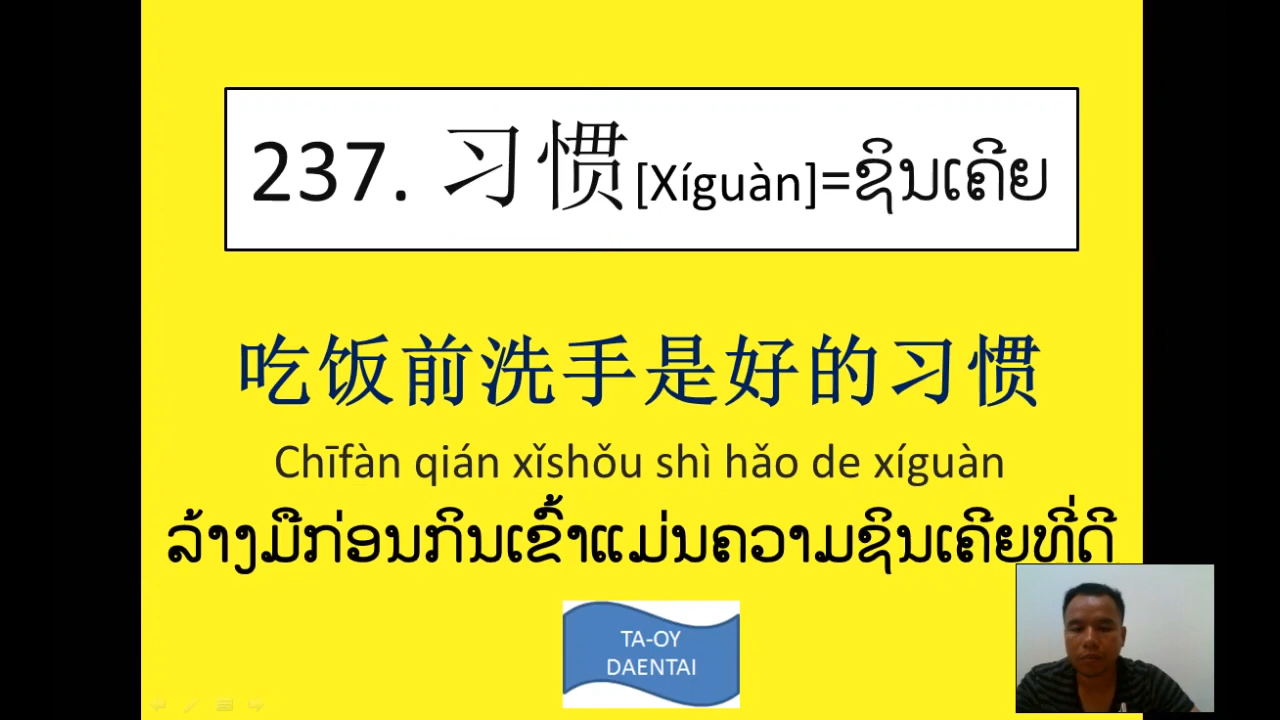 237. 习惯[Xíguàn]=ຊິນເຄີຍ
吃饭前洗手是好的习惯
Chīfàn qián xǐshǒu shì hǎo de xíguàn
ລ້າງມືກ່ອນກິນເຂົ້າແມ່ນຄວາມຊິນເຄີຍທີ່ດີ
TA-OY
DAENTAI